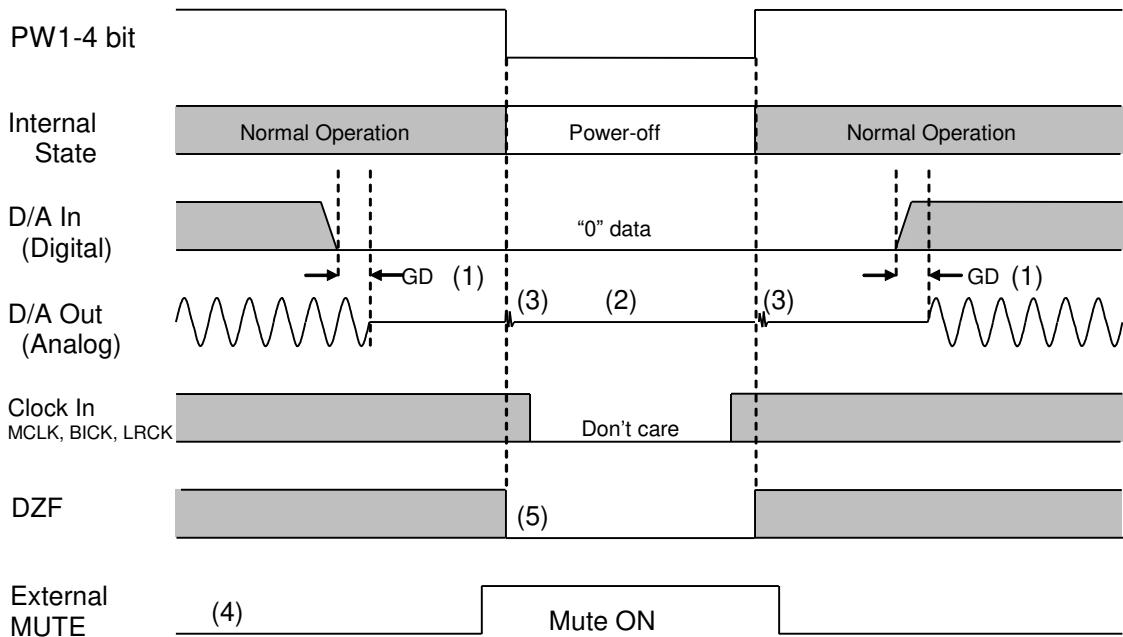 PW1-4 bit
Internal
State
Normal Operation
Power-off
Normal Operation
D/A In
(Digital)
“0” data
GD (1)
GD (1)
D/A Out
(Analog)
(3)
(2)
(3)
Clock In
MCLK, BICK, LRCK
Don’t care
DZF
(5)
External
MUTE
(4)
Mute ON